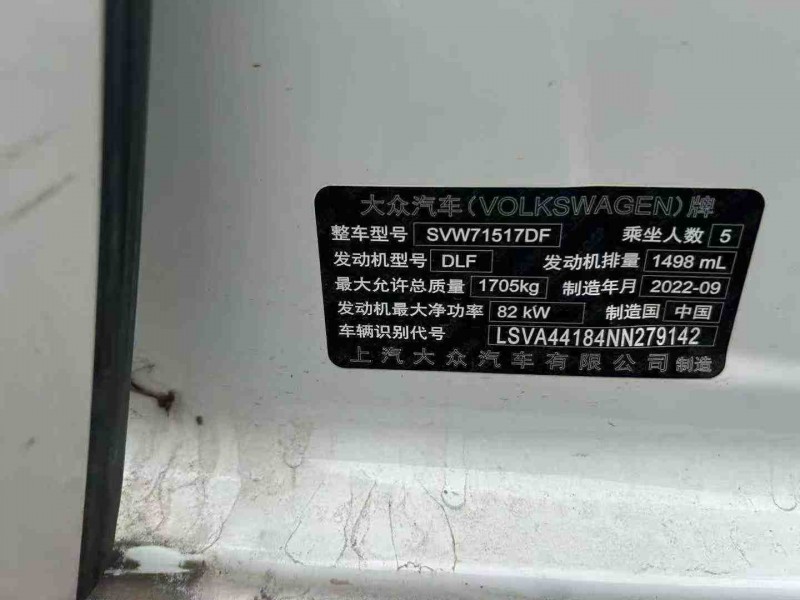 大众汽车(VOLKSWAGEN)牌
整车型号 SVW71517DF 乘坐人数 5
发动机型号 DLF 发动机排量 1498 mL
最大允许总质量 1705kg 制造年月 2022-09
发动机最大净功率 82 kW 制造国 中国
车辆识别代号 LSVA44184NN279142
上汽大众汽车有限公司 制造